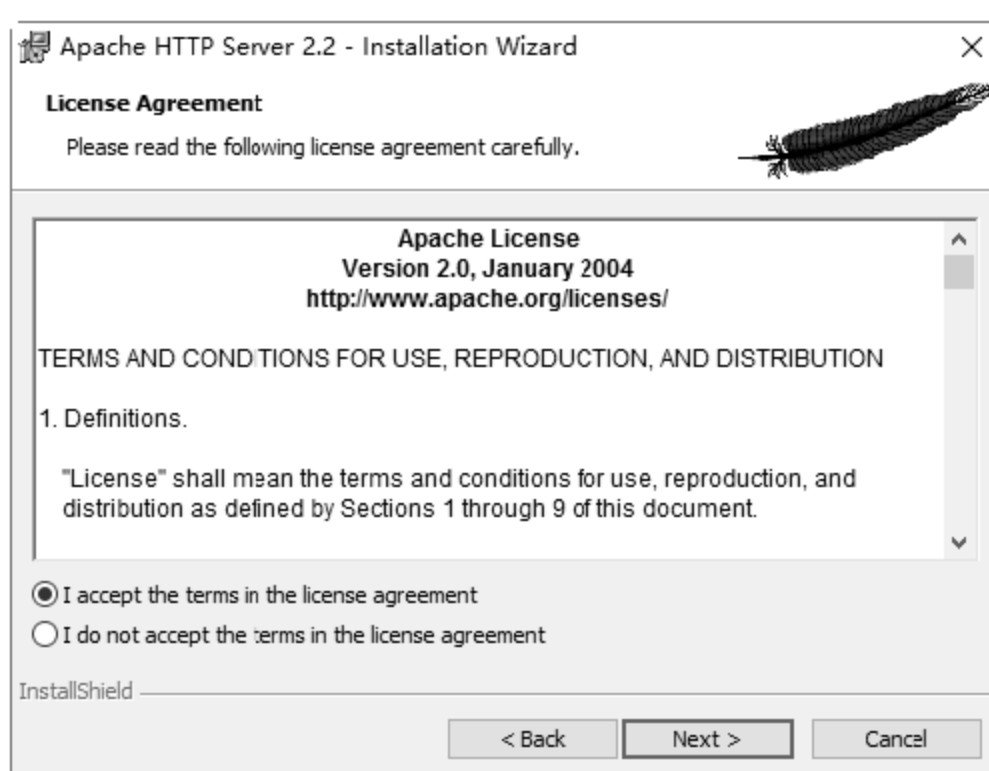 Apache HTTP Server 2.2 - Installation Wizard
License Agreement
Please read the following license agreement carefully.
Apache License
Version 2.0, January 2004
http://www.apache.org/licenses/
TERMS AND CONDITIONS FOR USE, REPRODUCTION, AND DISTRIBUTION
1. Definitions.
"License" shall mean the terms and conditions for use, reproduction, and
distribution as defined by Sections 1 through 9 of this document.
I accept the terms in the license agreement
I do not accept the terms in the license agreement
InstallShield
< Back
Next >
Cancel